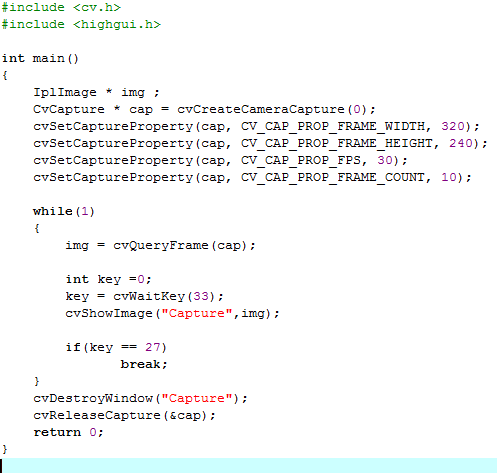 #include <cv.h>
#include <highgui.h>

int main()
{
    IplImage * img ;
    CvCapture * cap = cvCreateCameraCapture(0);
    cvSetCaptureProperty(cap, CV_CAP_PROP_FRAME_WIDTH, 320);
    cvSetCaptureProperty(cap, CV_CAP_PROP_FRAME_HEIGHT, 240);
    cvSetCaptureProperty(cap, CV_CAP_PROP_FPS, 30);
    cvSetCaptureProperty(cap, CV_CAP_PROP_FRAME_COUNT, 10);

    while(1)
    {
        img = cvQueryFrame(cap);

        int key =0;
        key = cvWaitKey(33);
        cvShowImage("Capture",img);

        if(key == 27)
               break;
    }
    cvDestroyWindow("Capture");
    cvReleaseCapture(&cap);
    return 0;
}